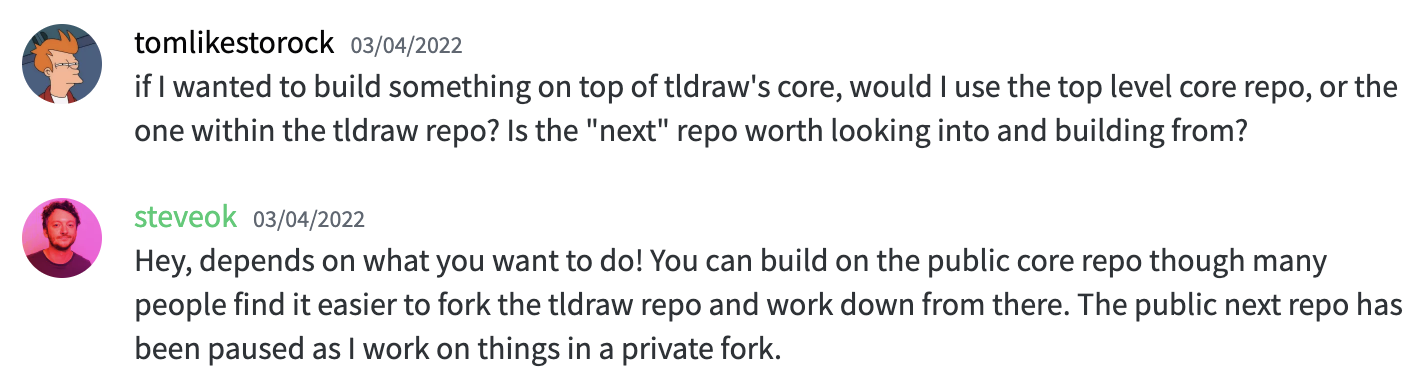 tomlikestorock 03/04/2022
if I wanted to build something on top of tldraw's core, would I use the top level core repo, or the
one within the tldraw repo? Is the "next" repo worth looking into and building from?
steveok 03/04/2022
Hey, depends on what you want to do! You can build on the public core repo though many
people find it easier to fork the tldraw repo and work down from there. The public next repo has
been paused as I work on things in a private fork.